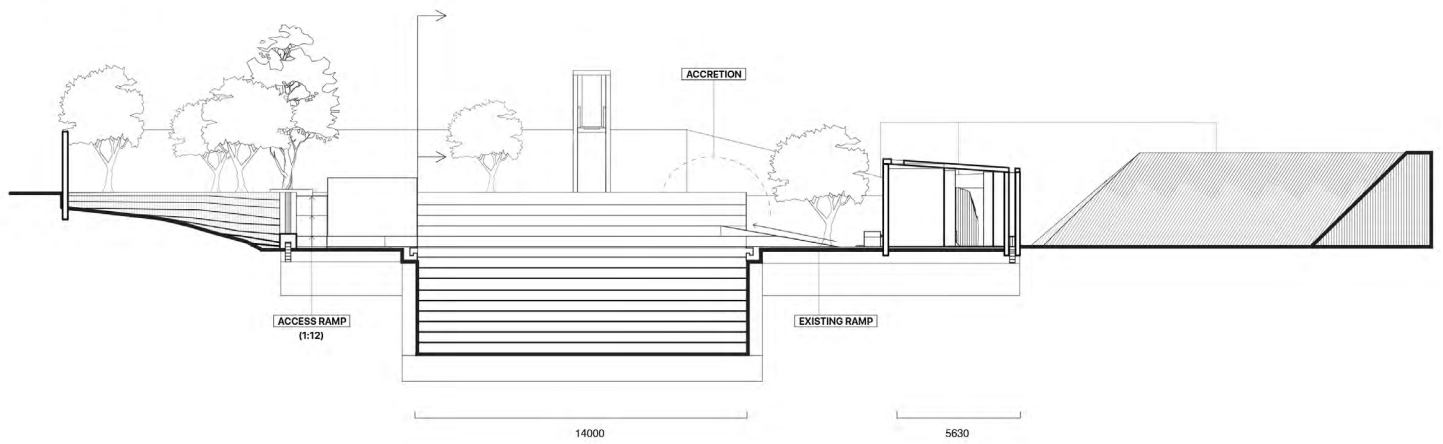 ACCRETION
ACCESS RAMP
(1:12)
EXISTING RAMP
14000
5630